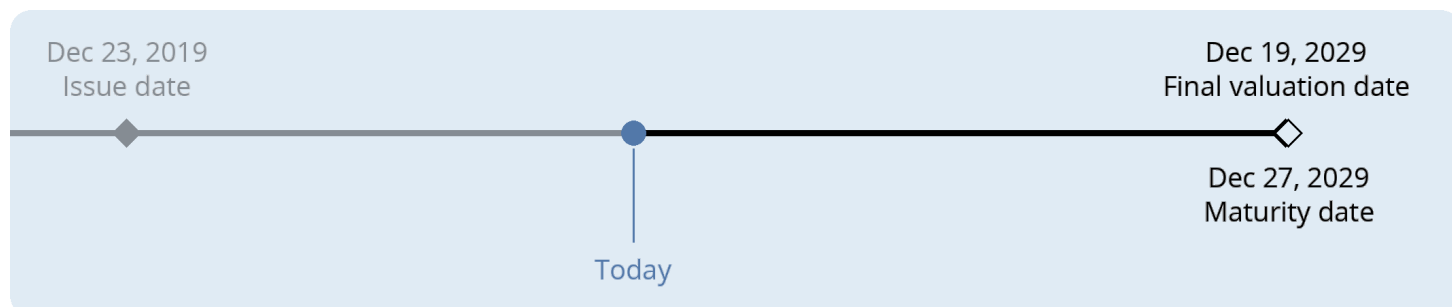 Dec 23, 2019
Issue date
Dec 19, 2029
Final valuation date
Dec 27, 2029
Maturity date
Today